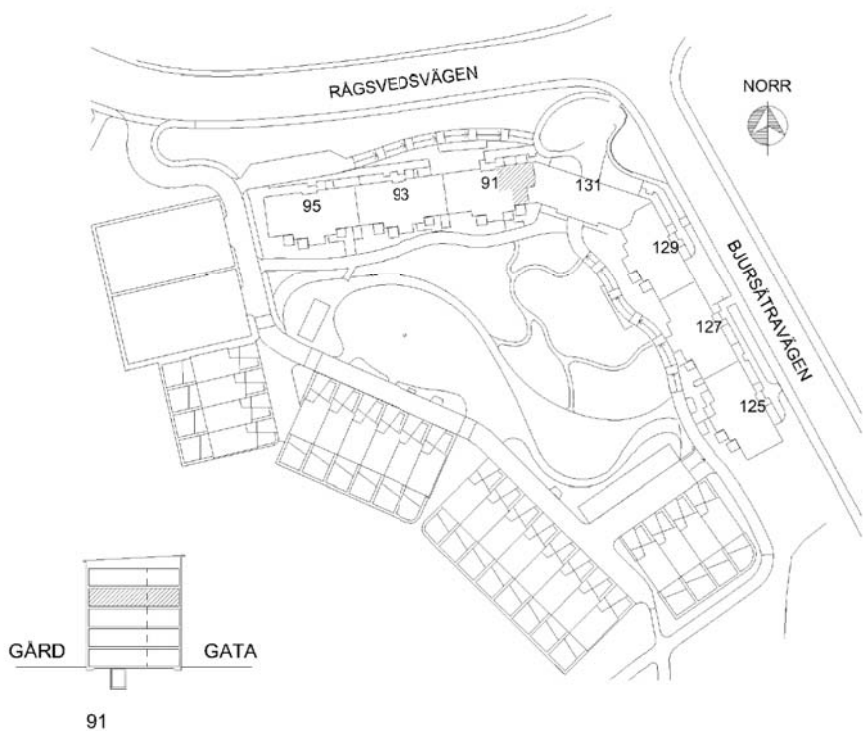 RÅGSVEDSVÄGEN
NORR
95
93
91
131
129
BJURSÄTRAVÄGEN
127
125
GÅRD
GATA
91